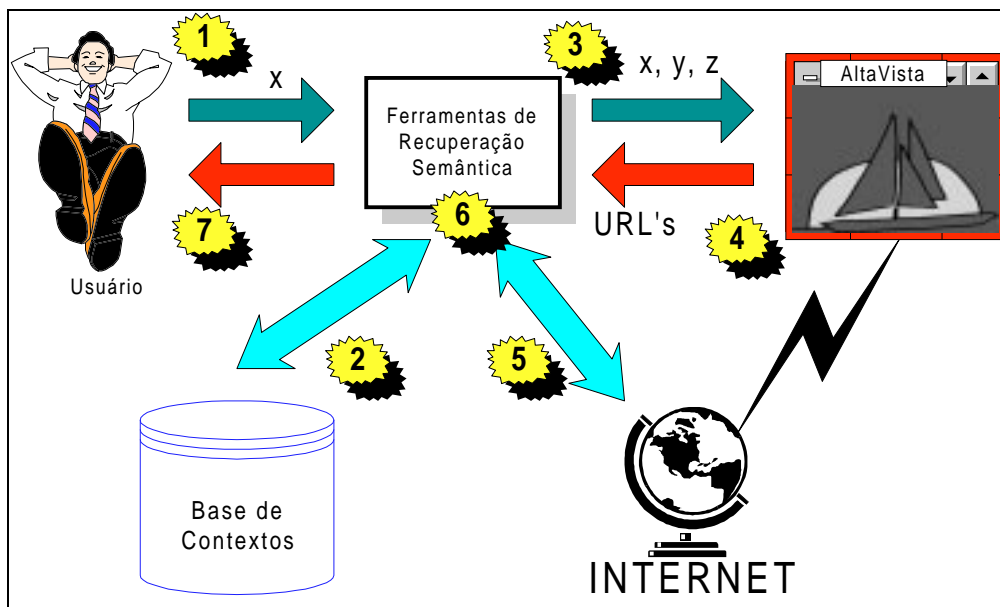 1
x
3
x, y, z
AltaVista
Ferramentas de
Recuperação
Semântica
7
6
URL's
4
Usuário
2
5
Base de
Contextos
INTERNET